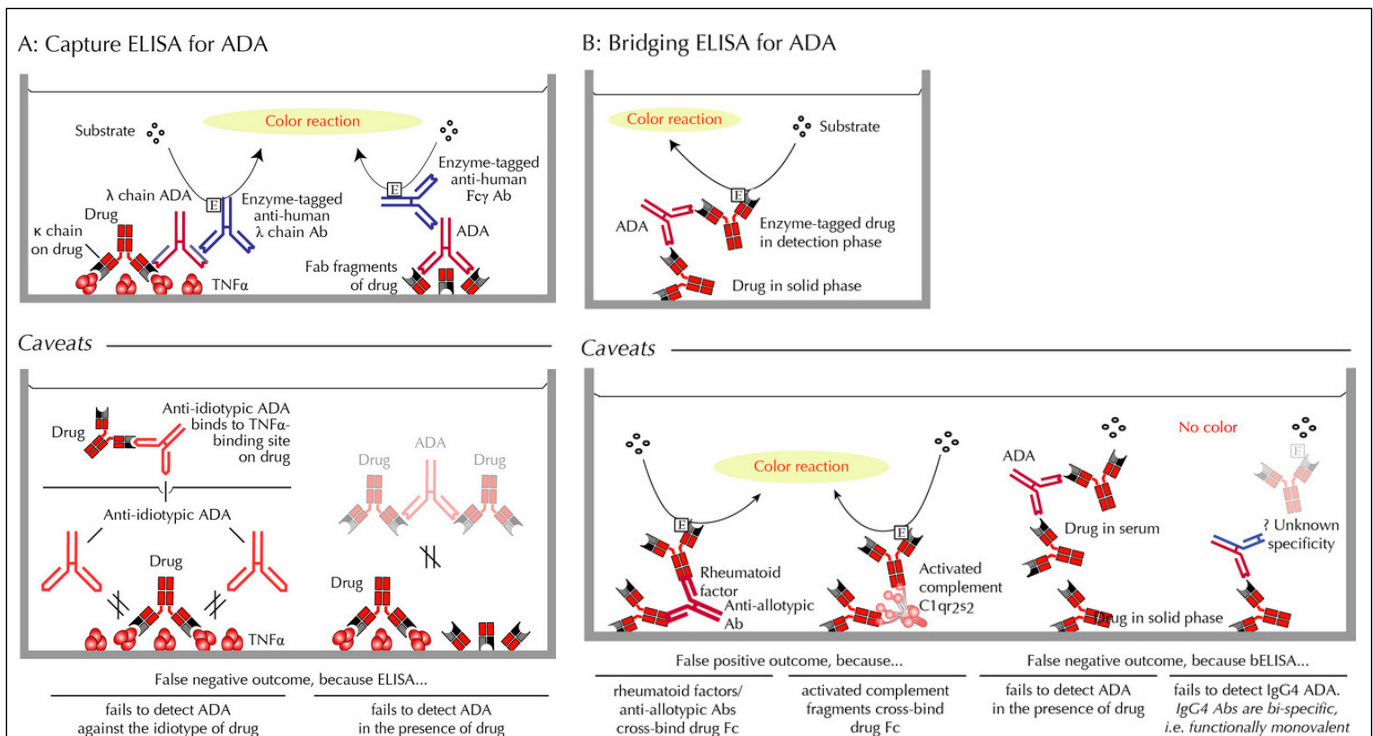 A: Capture ELISA for ADA
Substrate
Color reaction
λ chain ADA
Drug
κ chain
on drug
E
Enzyme-tagged
anti-human
λ chain Ab
TNFα
E
Enzyme-tagged
anti-human
Fcγ Ab
ADA
Fab fragments
of drug
B: Bridging ELISA for ADA
Color reaction
Substrate
E
ADA
Enzyme-tagged drug
in detection phase
Drug in solid phase
Caveats
Drug
Anti-idiotypic ADA
binds to TNFα-
binding site
on drug
Anti-idiotypic ADA
Drug
TNFα
ADA
Drug
Drug
Drug
False negative outcome, because ELISA...
fails to detect ADA
against the idiotype of drug
fails to detect ADA
in the presence of drug
Caveats
Color reaction
E
Rheumatoid
factor
Anti-allotypic
Ab
E
Activated
complement
C1qr2s2
No color
ADA
Drug in serum
Drug in solid phase
E
? Unknown
specificity
False positive outcome, because...
rheumatoid factors/
anti-allotypic Abs
cross-bind drug Fc
activated complement
fragments cross-bind
drug Fc
False negative outcome, because bELISA...
fails to detect ADA
in the presence of drug
fails to detect IgG4 ADA.
IgG4 Abs are bi-specific,
i.e. functionally monovalent